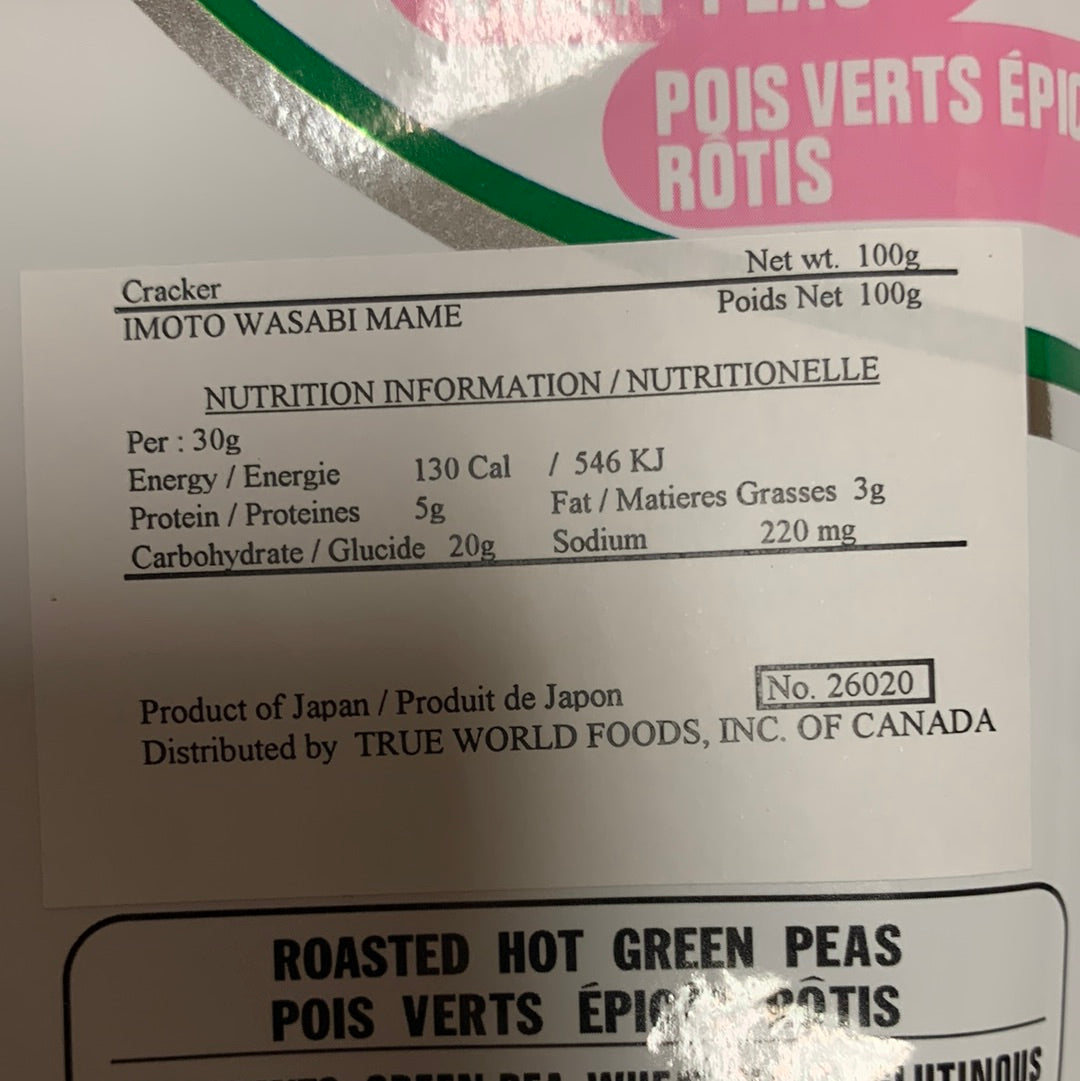 POIS VERTS
RÔTIS
Cracker
Net wt. 100g
IMOTO WASABI MAME
Poids Net 100g
NUTRITION INFORMATION / NUTRITIONELLE
Per : 30g
Energy / Energie 130 Cal / 546 KJ
Protein / Proteines 5g Fat / Matieres Grasses 3g
Carbohydrate / Glucide 20g Sodium 220 mg
No. 26020
Product of Japan / Produit de Japon
Distributed by TRUE WORLD FOODS, INC. OF CANADA
ROASTED HOT GREEN PEAS
POIS VERTS RÔTIS
GREEN PEA